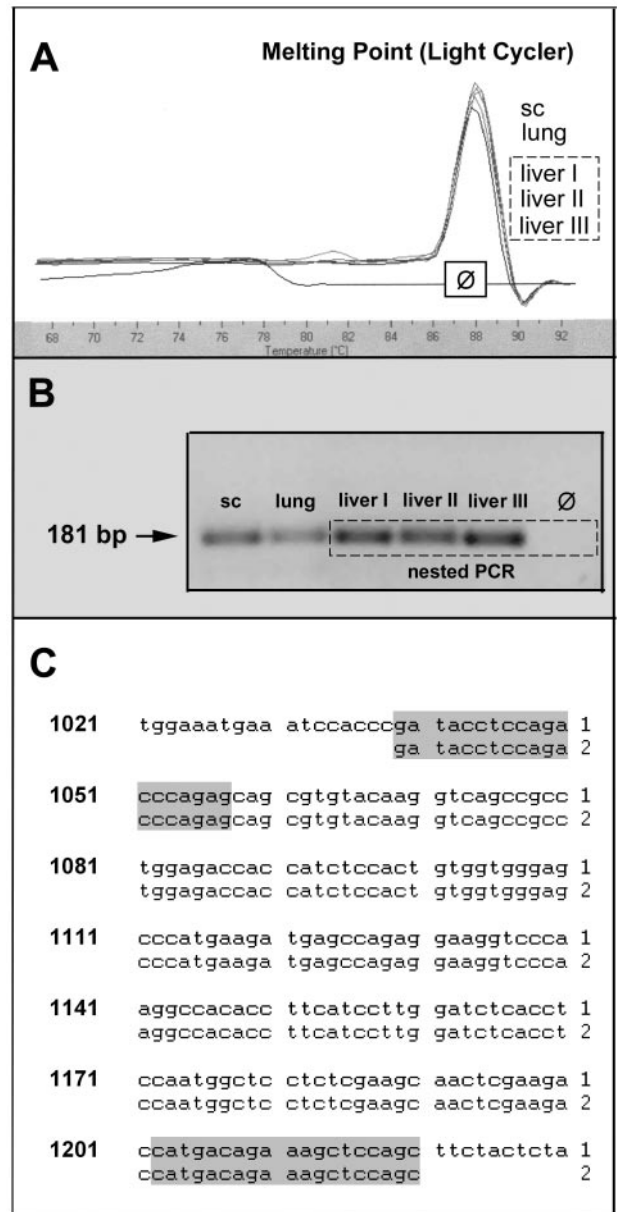 A
Melting Point (Light Cycler)
sc
lung
liver I
liver II
liver III
Ø
68 70 72 74 76 78 80 82 84 86 88 90 92
Temperature [°C]
B
sc lung liver I liver II liver III Ø
181 bp
nested PCR
C
1021 tggaaatgaa atccacccga tacctccaga 1
ga tacctccaga 2
1051 cccagagcag cgtgtacaag gtcagccgcc 1
cccagagcag cgtgtacaag gtcagccgcc 2
1081 tggagaccac catctccact gtggtgggag 1
tggagaccac catctccact gtggtgggag 2
1111 cccatgaaga tgagccagag gaaggtccca 1
cccatgaaga tgagccagag gaaggtccca 2
1141 aggccacacc ttcatccttg gatctcacct 1
aggccacacc ttcatccttg gatctcacct 2
1171 ccaatggctc ctctcgaagc aactcgaaga 1
ccaatggctc ctctcgaagc aactcgaaga 2
1201 ccatgacaga aagctccagc ttctactcta 1
ccatgacaga aagctccagc 2